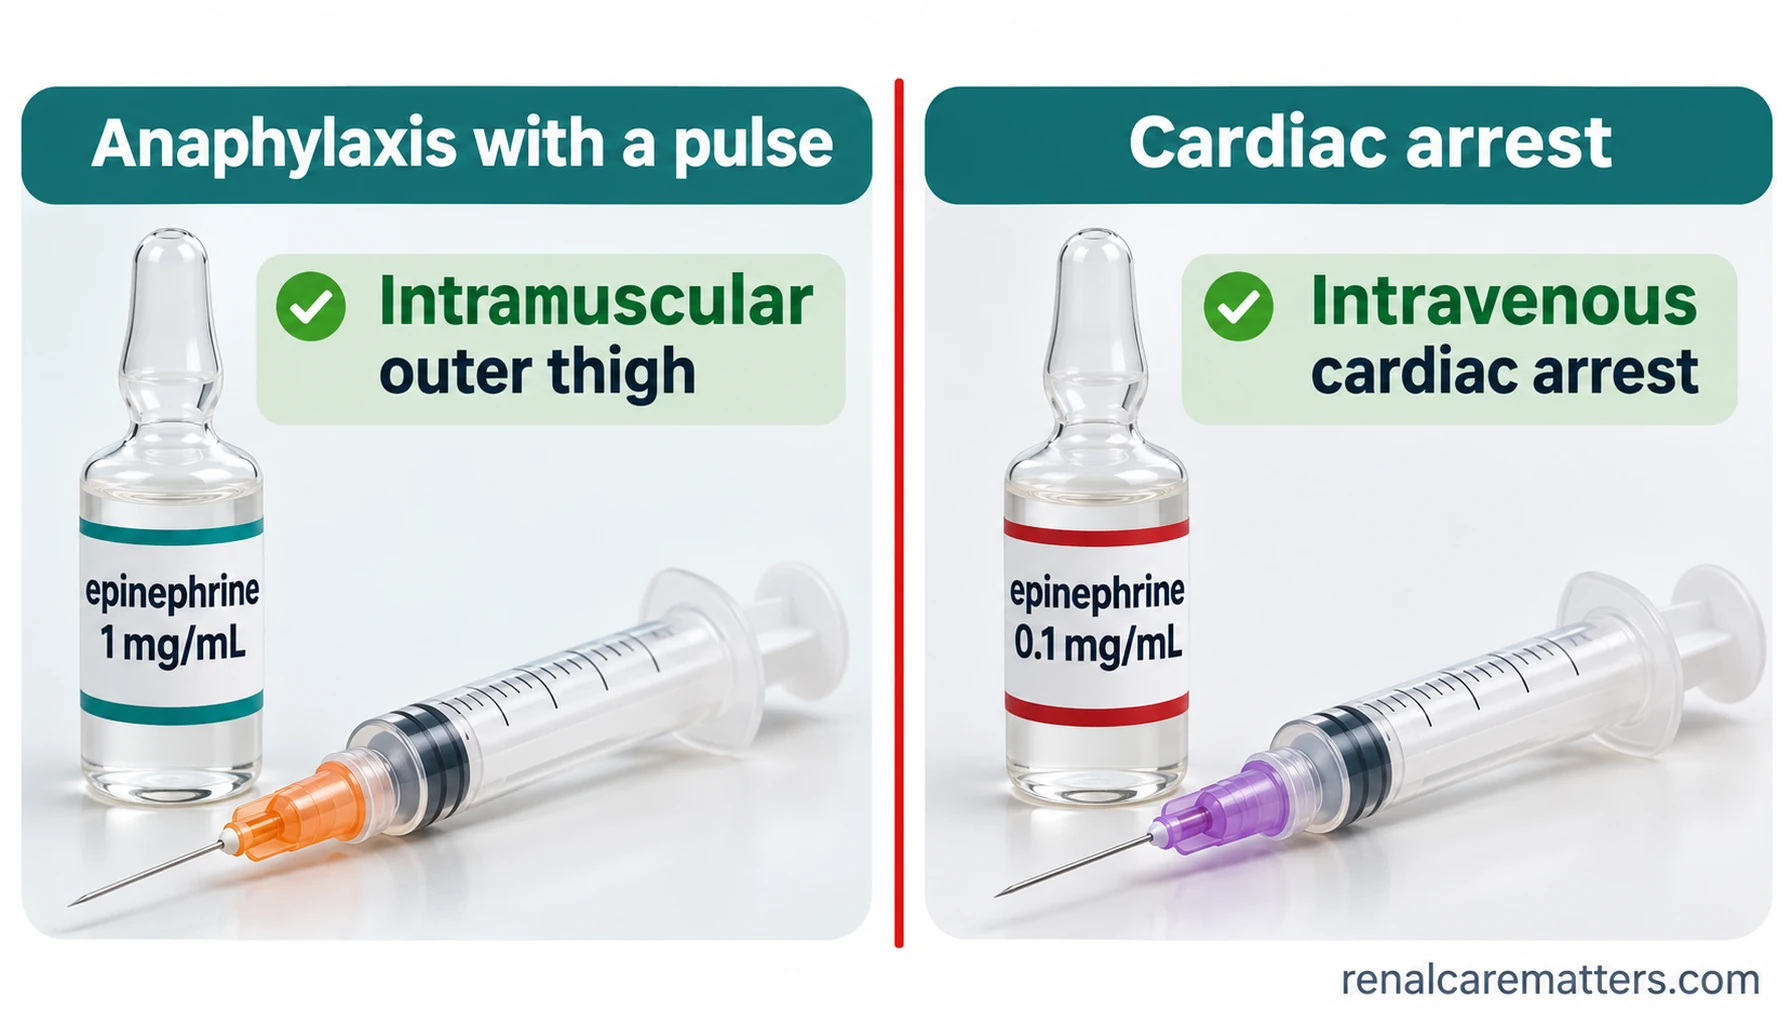 Anaphylaxis with a pulse
Intramuscular
outer thigh
epinephrine
1 mg/mL
Cardiac arrest
Intravenous
cardiac arrest
epinephrine
0.1 mg/mL
renalcarematters.com